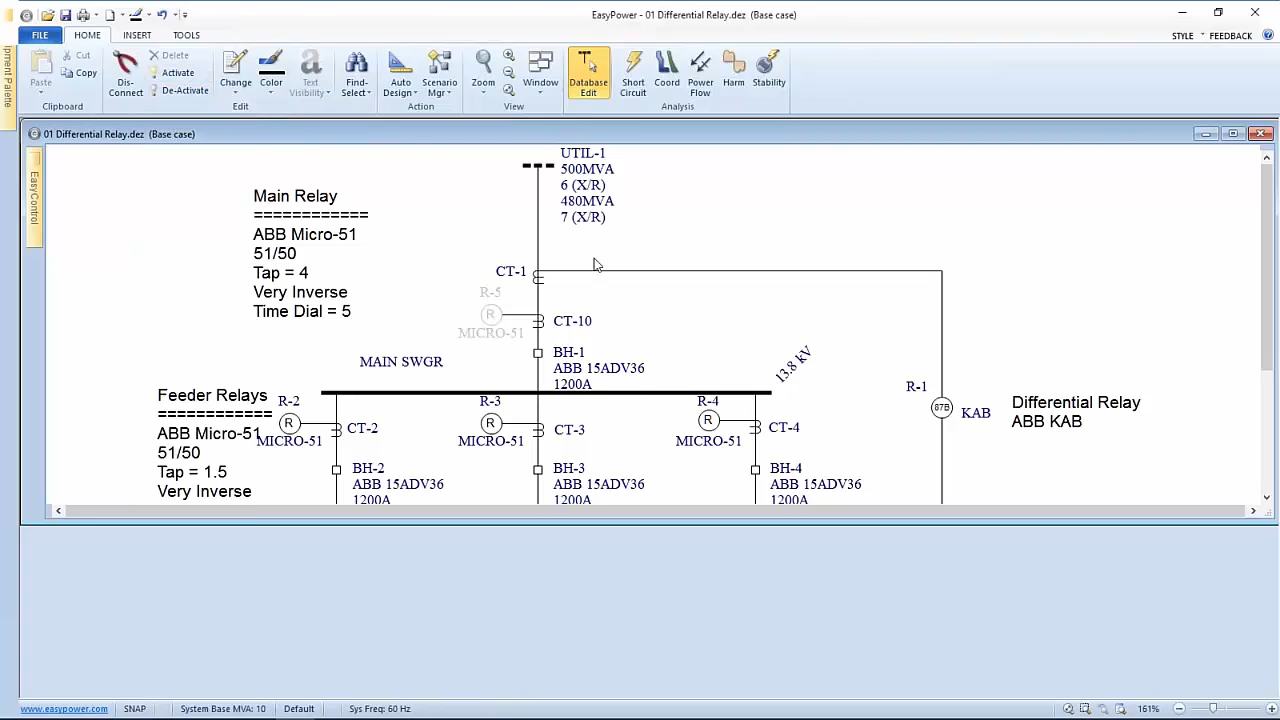 EasyPower - 01 Differential Relay.dez (Base case)
FILE
HOME
INSERT
TOOLS
STYLE
FEEDBACK
Paste
Cut
Copy
Clipboard
Dis-
Connect
Delete
Activate
De-Activate
Change
Color
Text
Visibility
Edit
Find-
Select
Auto
Design
Scenario
Mgr
Action
Zoom
Window
View
Database
Edit
Short
Circuit
Coord
Power
Flow
Harm
Stability
Analysis
01 Differential Relay.dez (Base case)
EasyControl
UTIL-1
500MVA
6 (X/R)
480MVA
7 (X/R)
Main Relay
============
ABB Micro-51
51/50
Tap = 4
Very Inverse
Time Dial = 5
CT-1
R-5
R
MICRO-51
CT-10
BH-1
ABB 15ADV36
1200A
MAIN SWGR
13.8 kV
R-1
87B
KAB
Differential Relay
ABB KAB
Feeder Relays
============
ABB Micro-51
51/50
Tap = 1.5
Very Inverse
R-2
R
MICRO-51
CT-2
R-3
R
MICRO-51
CT-3
R-4
R
MICRO-51
CT-4
BH-2
ABB 15ADV36
1200A
BH-3
ABB 15ADV36
1200A
BH-4
ABB 15ADV36
1200A
www.easypower.com
SNAP
System Base MVA: 10
Default
Sys Freq: 60 Hz
161%